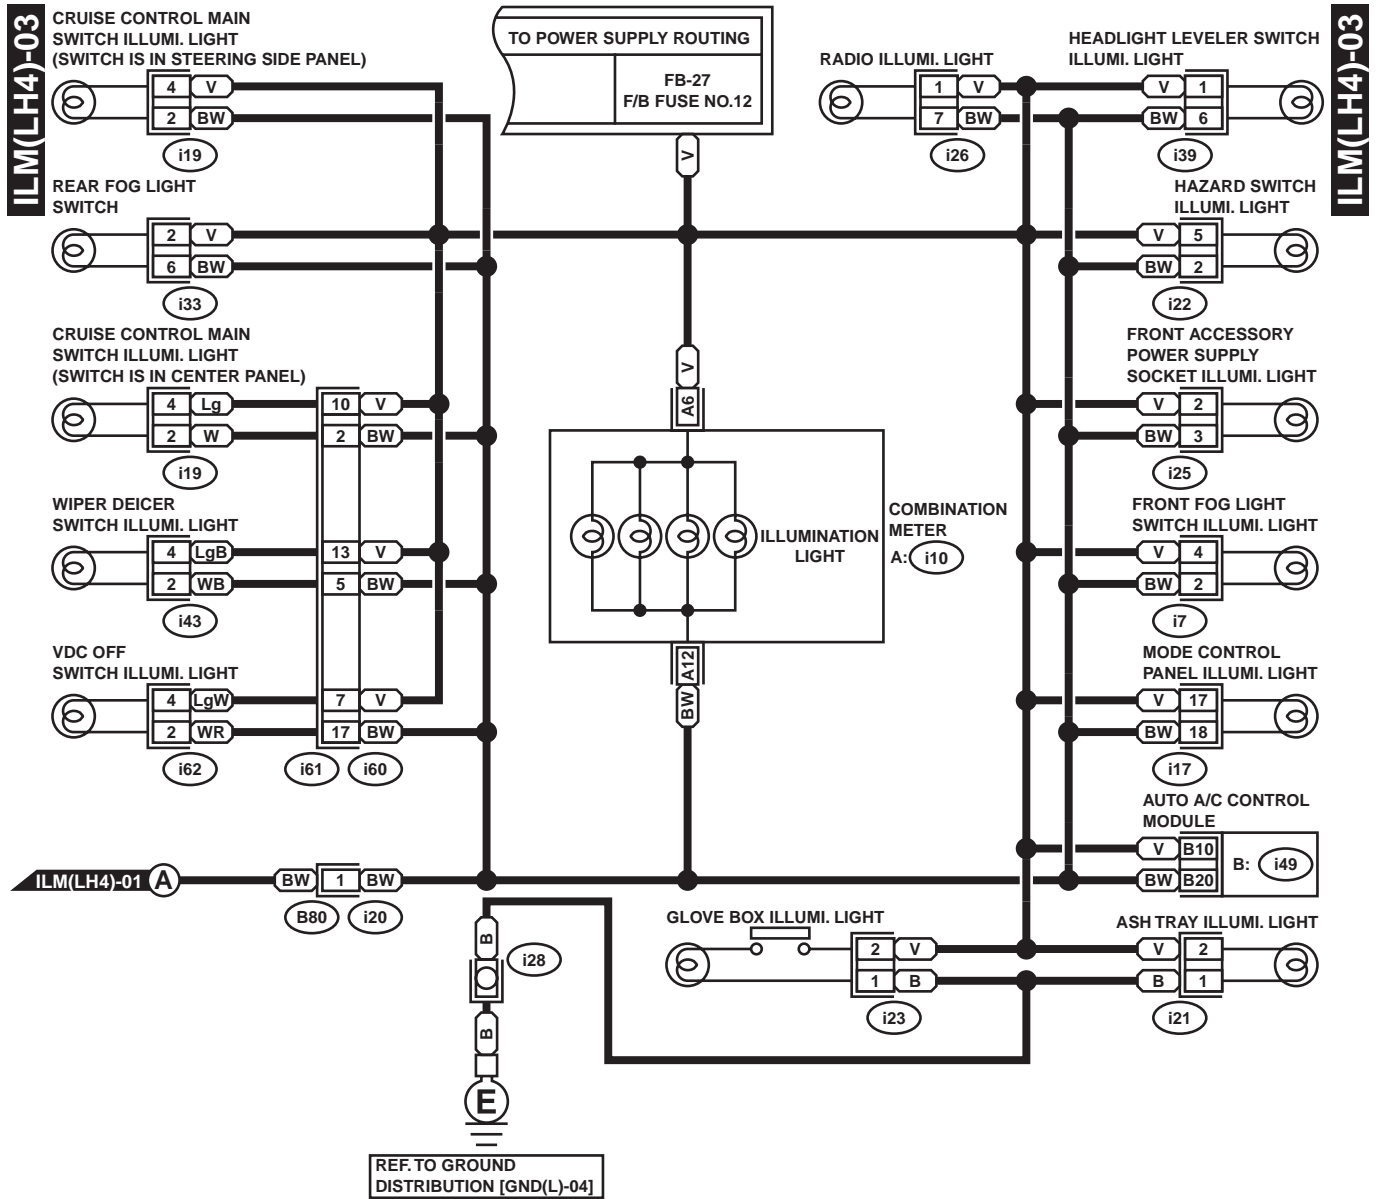 ILM(LH4)-03
ILM(LH4)-03
CRUISE CONTROL MAIN
SWITCH ILLUMI. LIGHT
(SWITCH IS IN STEERING SIDE PANEL)
4 V
2 BW
i19
REAR FOG LIGHT
SWITCH
2 V
6 BW
i33
CRUISE CONTROL MAIN
SWITCH ILLUMI. LIGHT
(SWITCH IS IN CENTER PANEL)
4 Lg 10 V
2 W 2 BW
i19
WIPER DEICER
SWITCH ILLUMI. LIGHT
4 LgB 13 V
2 WB 5 BW
i43
VDC OFF
SWITCH ILLUMI. LIGHT
4 LgW 7 V
2 WR 17 BW
i62 i61 i60
ILM(LH4)-01 A BW 1 BW
B80 i20
TO POWER SUPPLY ROUTING
FB-27
F/B FUSE NO.12
V
V
A6
ILLUMINATION
LIGHT
COMBINATION
METER
A: i10
A12
BW
B
i28
B
E
REF. TO GROUND
DISTRIBUTION [GND(L)-04]
RADIO ILLUMI. LIGHT
1 V
7 BW
i26
HEADLIGHT LEVELER SWITCH
ILLUMI. LIGHT
V 1
BW 6
i39
HAZARD SWITCH
ILLUMI. LIGHT
V 5
BW 2
i22
FRONT ACCESSORY
POWER SUPPLY
SOCKET ILLUMI. LIGHT
V 2
BW 3
i25
FRONT FOG LIGHT
SWITCH ILLUMI. LIGHT
V 4
BW 2
i7
MODE CONTROL
PANEL ILLUMI. LIGHT
V 17
BW 18
i17
AUTO A/C CONTROL
MODULE
V B10
BW B20
B: i49
GLOVE BOX ILLUMI. LIGHT
2 V
1 B
i23
ASH TRAY ILLUMI. LIGHT
V 2
B 1
i21